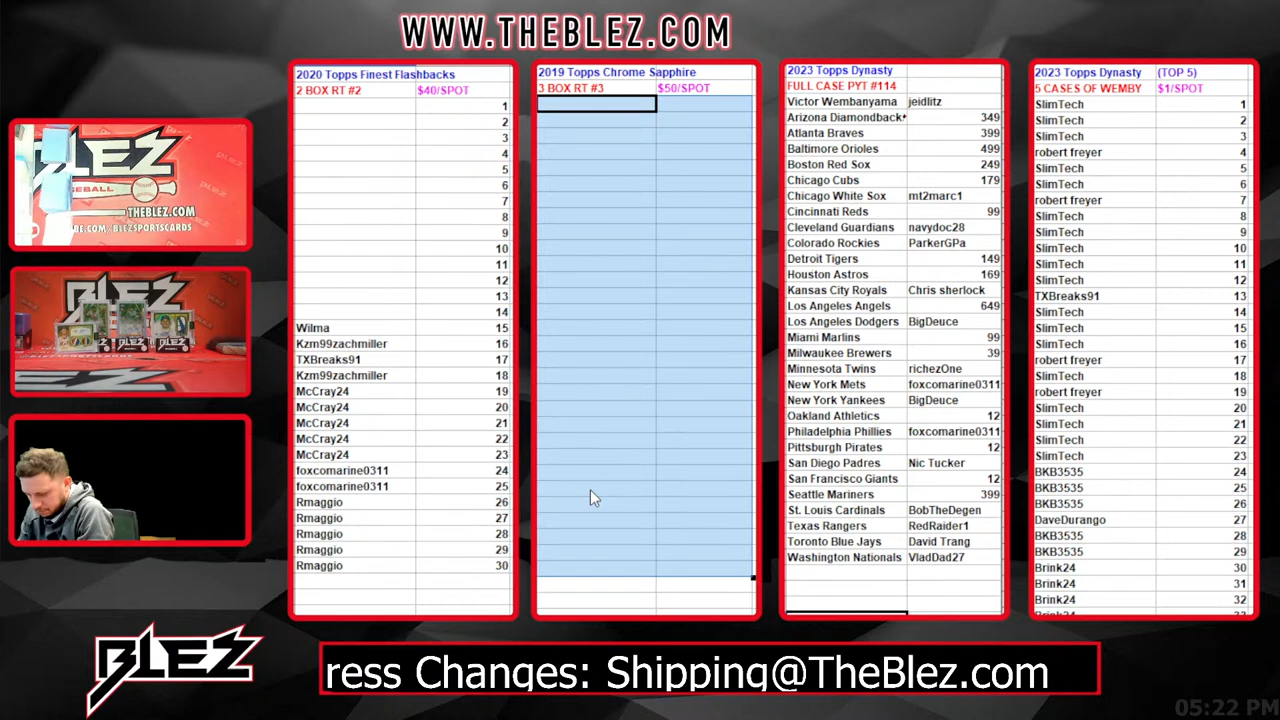 WWW.THEBLEZ.COM
2020 Topps Finest Flashbacks
2 BOX RT #2 $40/SPOT
1
2
3
4
5
6
7
8
9
10
11
12
13
14
Wilma 15
Kzm99zachmiller 16
TXBreaks91 17
Kzm99zachmiller 18
McCray24 19
McCray24 20
McCray24 21
McCray24 22
McCray24 23
foxcomarine0311 24
foxcomarine0311 25
Rmaggio 26
Rmaggio 27
Rmaggio 28
Rmaggio 29
Rmaggio 30
2019 Topps Chrome Sapphire
3 BOX RT #3 $50/SPOT
2023 Topps Dynasty
FULL CASE PYT #114
Victor Wembanyama jeidlitz
Arizona Diamondback 349
Atlanta Braves 399
Baltimore Orioles 499
Boston Red Sox 249
Chicago Cubs 179
Chicago White Sox mt2marc1
Cincinnati Reds 99
Cleveland Guardians navydoc28
Colorado Rockies ParkerGPa
Detroit Tigers 149
Houston Astros 169
Kansas City Royals Chris sherlock
Los Angeles Angels 649
Los Angeles Dodgers BigDeuce
Miami Marlins 99
Milwaukee Brewers 39
Minnesota Twins richezOne
New York Mets foxcomarine0311
New York Yankees BigDeuce
Oakland Athletics 12
Philadelphia Phillies foxcomarine0311
Pittsburgh Pirates 12
San Diego Padres Nic Tucker
San Francisco Giants 12
Seattle Mariners 399
St. Louis Cardinals BobTheDegen
Texas Rangers RedRaider1
Toronto Blue Jays David Trang
Washington Nationals VladDad27
2023 Topps Dynasty (TOP 5)
5 CASES OF WEMBY $1/SPOT
SlimTech 1
SlimTech 2
SlimTech 3
robert freyer 4
SlimTech 5
SlimTech 6
robert freyer 7
SlimTech 8
SlimTech 9
SlimTech 10
SlimTech 11
SlimTech 12
TXBreaks91 13
SlimTech 14
SlimTech 15
SlimTech 16
robert freyer 17
SlimTech 18
robert freyer 19
SlimTech 20
SlimTech 21
SlimTech 22
SlimTech 23
BKB3535 24
BKB3535 25
BKB3535 26
DaveDurango 27
BKB3535 28
BKB3535 29
Brink24 30
Brink24 31
Brink24 32
Brink24 33
BLEZ
THEBLEZ.COM
BLEZ
ress Changes: Shipping@TheBlez.com
05:22 PM